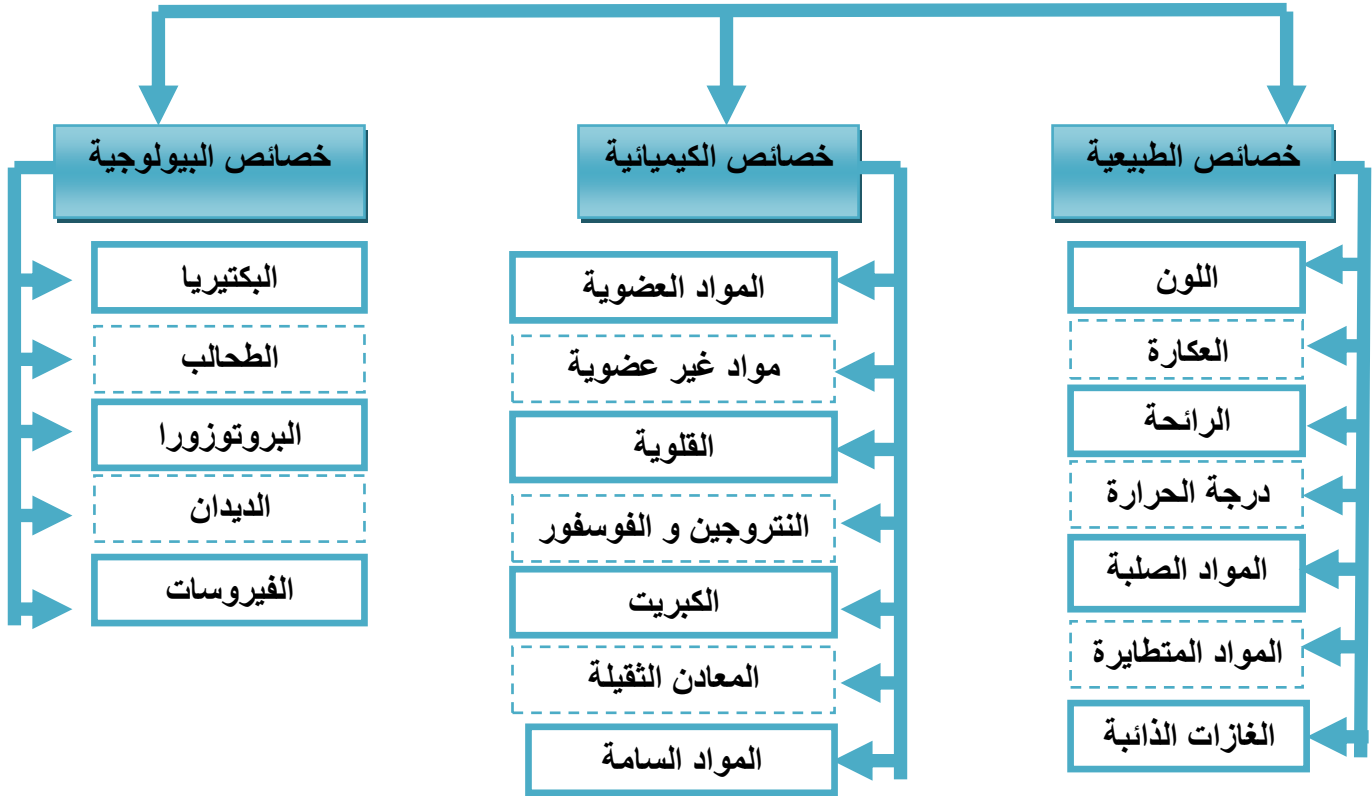 خصائص الطبيعية
اللون
العكارة
الرائحة
درجة الحرارة
المواد الصلبة
المواد المتطايرة
الغازات الذائبة
خصائص الكيميائية
المواد العضوية
مواد غير عضوية
القلوية
النتروجين و الفوسفور
الكبريت
المعادن الثقيلة
المواد السامة
خصائص البيولوجية
البكتيريا
الطحالب
البروتوزورا
الديدان
الفيروسات